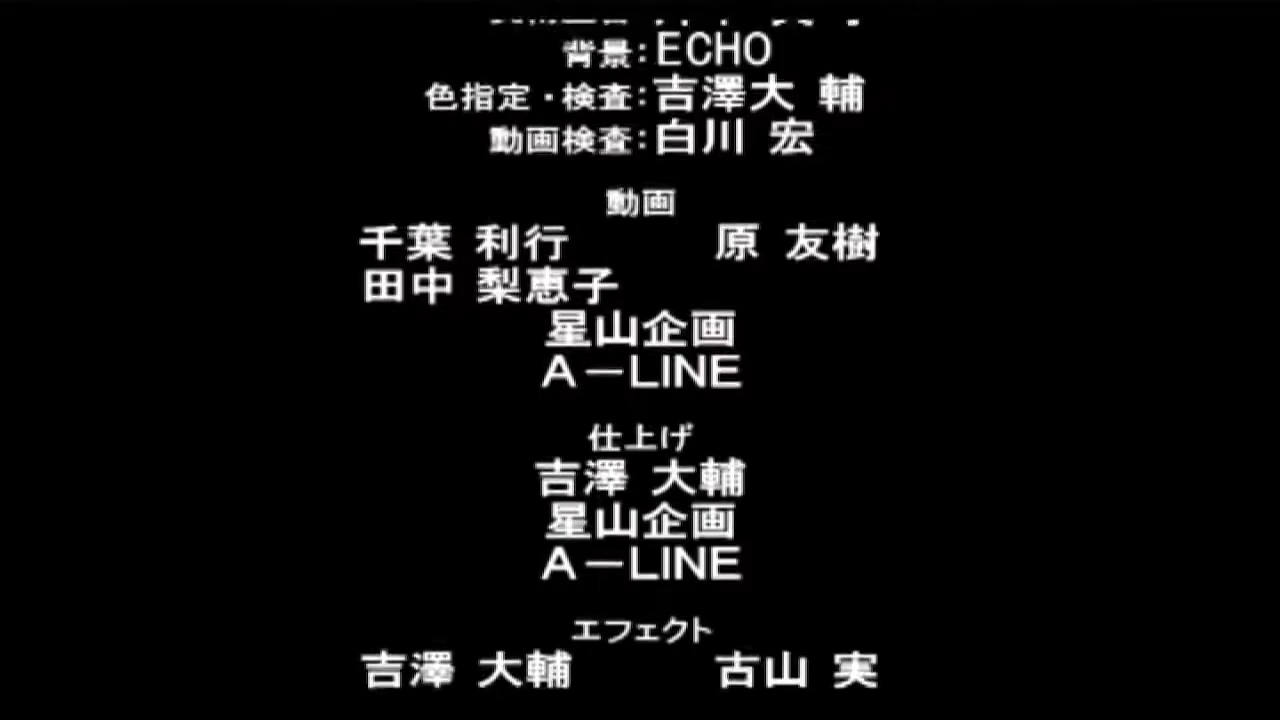 背景:ECHO
色指定・検査:吉澤大 輔
動画検査:白川 宏
動画
千葉 利行 原 友樹
田中 梨恵子
星山企画
A－LINE
仕上げ
吉澤 大輔
星山企画
A－LINE
エフェクト
吉澤 大輔 古山 実